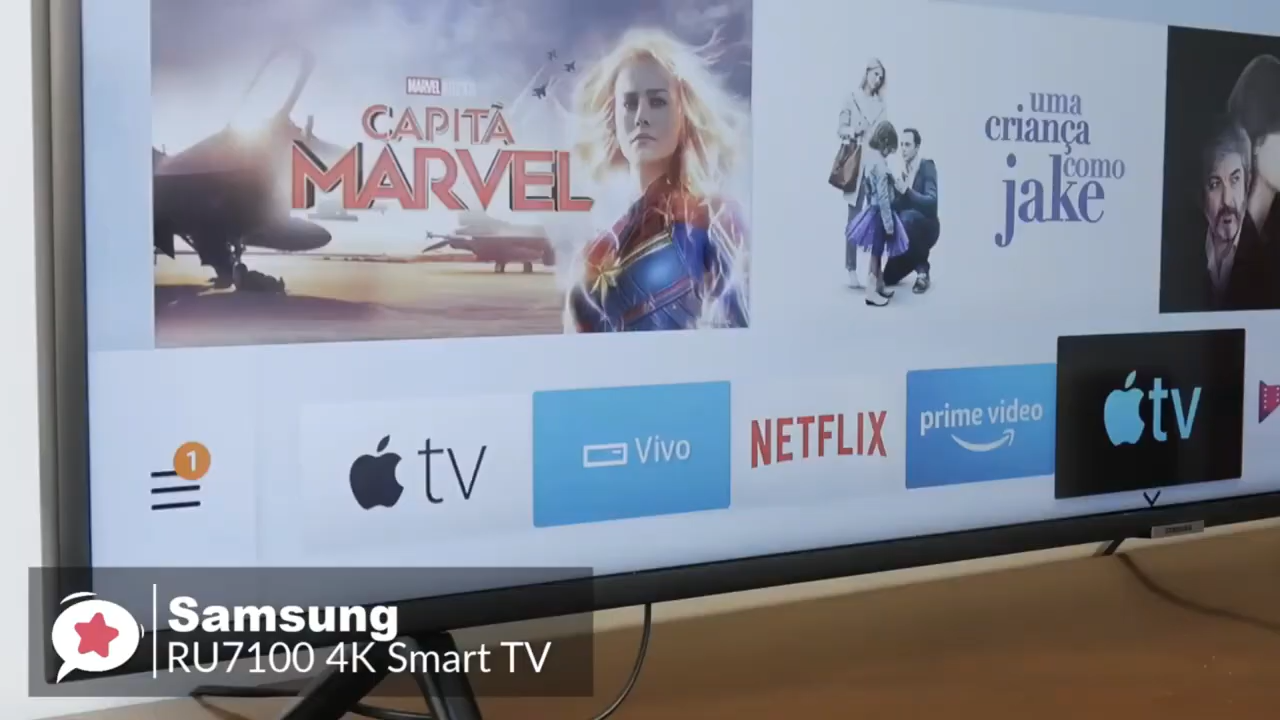 MARVEL STUDIOS
CAPITÃ
MARVEL
uma
criança
como
jake
1
tv
Vivo
NETFLIX
prime video
tv
SAMSUNG
Samsung
RU7100 4K Smart TV